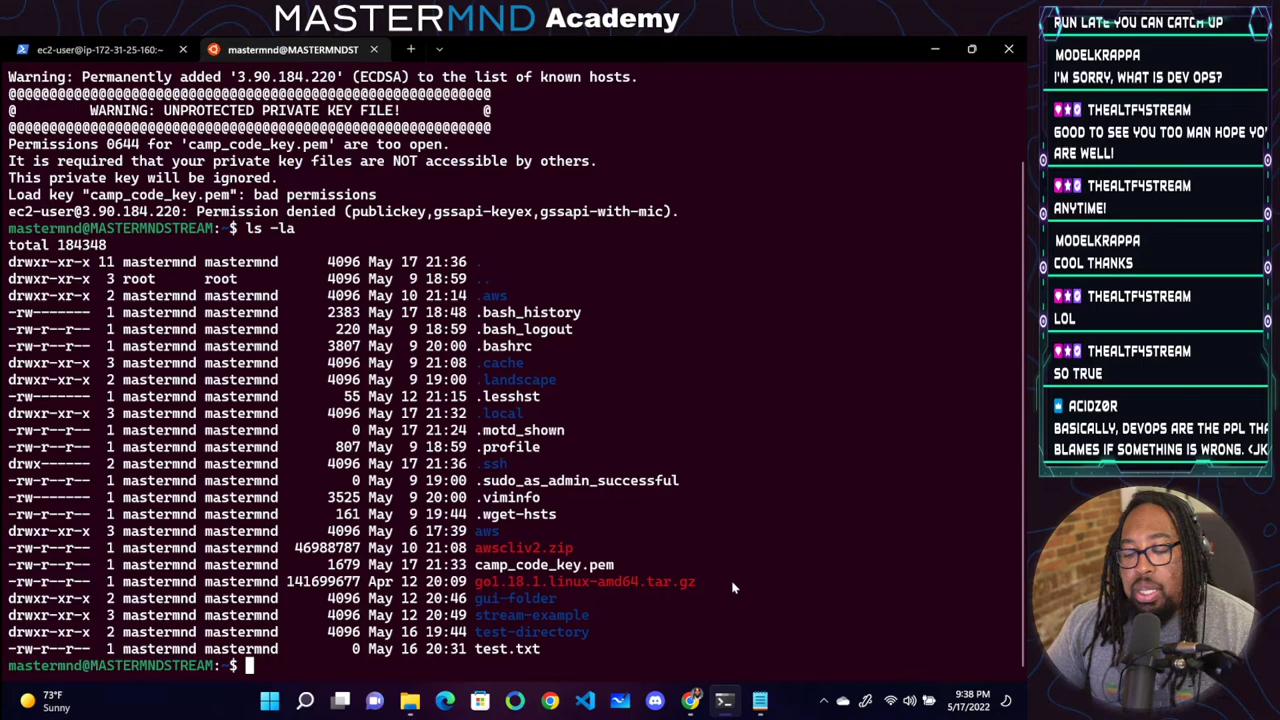 MASTERMND Academy
ec2-user@ip-172-31-25-160:~
mastermnd@MASTERMNDST
Warning: Permanently added '3.90.184.220' (ECDSA) to the list of known hosts.
@@@@@@@@@@@@@@@@@@@@@@@@@@@@@@@@@@@@@@@@@@@@@@@@@@@@@@@@@@@
@         WARNING: UNPROTECTED PRIVATE KEY FILE!          @
@@@@@@@@@@@@@@@@@@@@@@@@@@@@@@@@@@@@@@@@@@@@@@@@@@@@@@@@@@@
Permissions 0644 for 'camp_code_key.pem' are too open.
It is required that your private key files are NOT accessible by others.
This private key will be ignored.
Load key "camp_code_key.pem": bad permissions
ec2-user@3.90.184.220: Permission denied (publickey,gssapi-keyex,gssapi-with-mic).
mastermnd@MASTERMNDSTREAM:~$ ls -la
total 184348
drwxr-xr-x 11 mastermnd mastermnd      4096 May 17 21:36 .
drwxr-xr-x  3 root      root           4096 May  9 18:59 ..
drwxr-xr-x  2 mastermnd mastermnd      4096 May 10 21:14 .aws
-rw-------  1 mastermnd mastermnd      2383 May 17 18:48 .bash_history
-rw-r--r--  1 mastermnd mastermnd       220 May  9 18:59 .bash_logout
-rw-r--r--  1 mastermnd mastermnd      3807 May  9 20:00 .bashrc
drwxr-xr-x  3 mastermnd mastermnd      4096 May  9 21:08 .cache
drwxr-xr-x  2 mastermnd mastermnd      4096 May  9 19:00 .landscape
-rw-------  1 mastermnd mastermnd        55 May 12 21:15 .lesshst
drwxr-xr-x  3 mastermnd mastermnd      4096 May 17 21:32 .local
-rw-r--r--  1 mastermnd mastermnd         0 May 17 21:24 .motd_shown
-rw-r--r--  1 mastermnd mastermnd       807 May  9 18:59 .profile
drwx------  2 mastermnd mastermnd      4096 May 17 21:36 .ssh
-rw-r--r--  1 mastermnd mastermnd         0 May  9 19:00 .sudo_as_admin_successful
-rw-------  1 mastermnd mastermnd      3525 May  9 20:00 .viminfo
-rw-r--r--  1 mastermnd mastermnd       161 May  9 19:44 .wget-hsts
drwxr-xr-x  3 mastermnd mastermnd      4096 May  6 17:39 aws
-rw-r--r--  1 mastermnd mastermnd  46988787 May 10 21:08 awscliv2.zip
-rw-r--r--  1 mastermnd mastermnd      1679 May 17 21:33 camp_code_key.pem
-rw-r--r--  1 mastermnd mastermnd 141699677 Apr 12 20:09 go1.18.1.linux-amd64.tar.gz
drwxr-xr-x  2 mastermnd mastermnd      4096 May 12 20:46 gui-folder
drwxr-xr-x  3 mastermnd mastermnd      4096 May 12 20:49 stream-example
drwxr-xr-x  2 mastermnd mastermnd      4096 May 16 19:44 test-directory
-rw-r--r--  1 mastermnd mastermnd         0 May 16 20:31 test.txt
mastermnd@MASTERMNDSTREAM:~$
RUN LATE YOU CAN CATCH UP
MODELKRAPPA
I'M SORRY, WHAT IS DEV OPS?
THEALTF4STREAM
GOOD TO SEE YOU TOO MAN HOPE YO
ARE WELL!
THEALTF4STREAM
ANYTIME!
MODELKRAPPA
COOL THANKS
THEALTF4STREAM
LOL
THEALTF4STREAM
SO TRUE
ACIDZ0R
BASICALLY, DEVOPS ARE THE PPL THA
BLAMES IF SOMETHING IS WRONG. <JK
73°F
Sunny
9:38 PM
5/17/2022